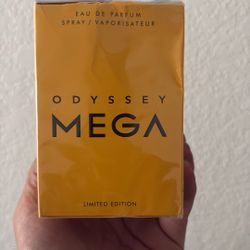 EAU DE PARFUM
SPRAY / VAPORISATEUR
ODYSSEY
MEGA
LIMITED EDITION